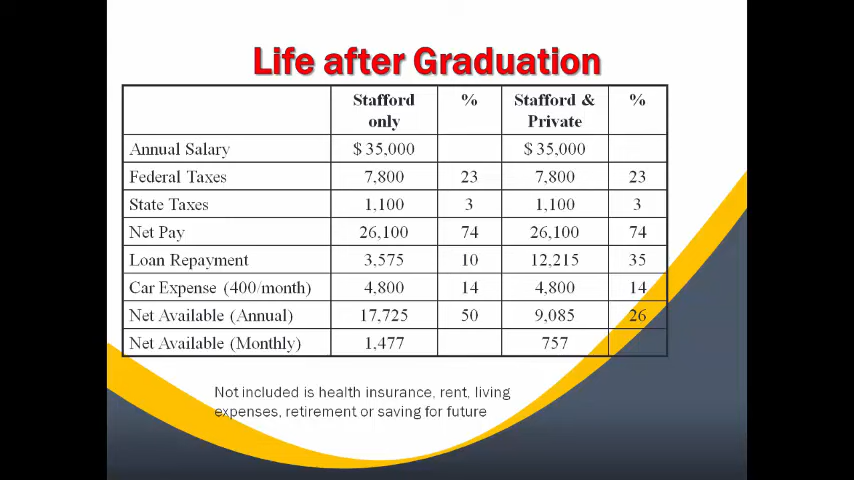 Life after Graduation
Stafford only % Stafford & Private %
Annual Salary $ 35,000 $ 35,000
Federal Taxes 7,800 23 7,800 23
State Taxes 1,100 3 1,100 3
Net Pay 26,100 74 26,100 74
Loan Repayment 3,575 10 12,215 35
Car Expense (400/month) 4,800 14 4,800 14
Net Available (Annual) 17,725 50 9,085 26
Net Available (Monthly) 1,477 757
Not included is health insurance, rent, living
expenses, retirement or saving for future